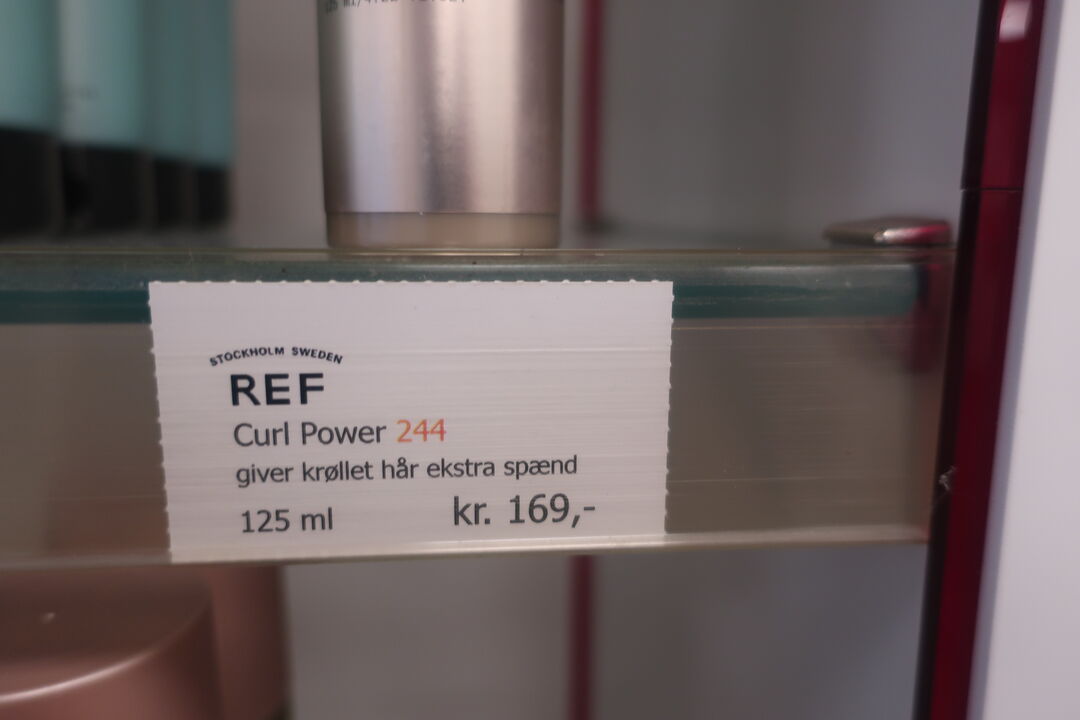 STOCKHOLM SWEDEN
REF
Curl Power 244
giver krøllet hår ekstra spænd
125 ml kr. 169,-